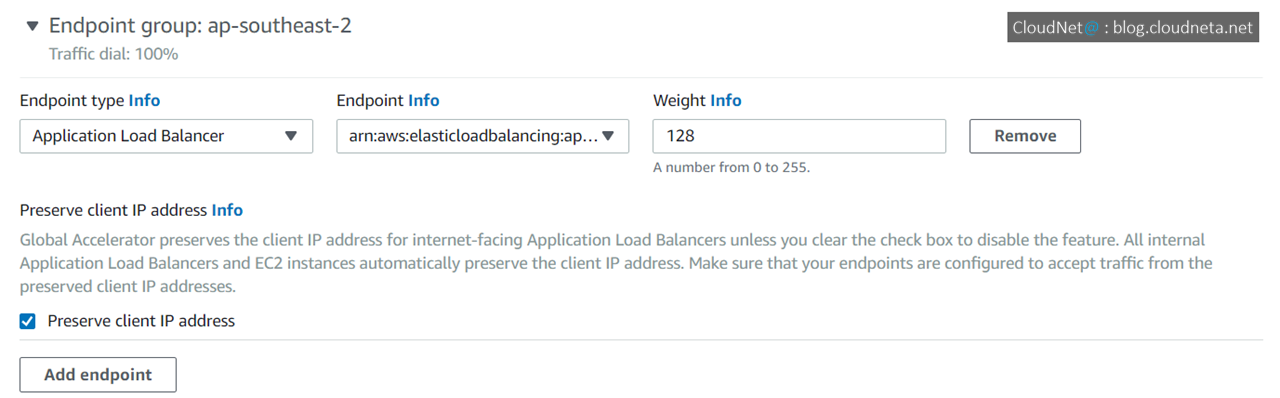 Endpoint group: ap-southeast-2
CloudNet@ : blog.cloudneta.net
Traffic dial: 100%
Endpoint type Info
Endpoint Info
Weight Info
Application Load Balancer
arn:aws:elasticloadbalancing:ap...
128
Remove
A number from 0 to 255.
Preserve client IP address Info
Global Accelerator preserves the client IP address for internet-facing Application Load Balancers unless you clear the check box to disable the feature. All internal
Application Load Balancers and EC2 instances automatically preserve the client IP address. Make sure that your endpoints are configured to accept traffic from the
preserved client IP addresses.
Preserve client IP address
Add endpoint